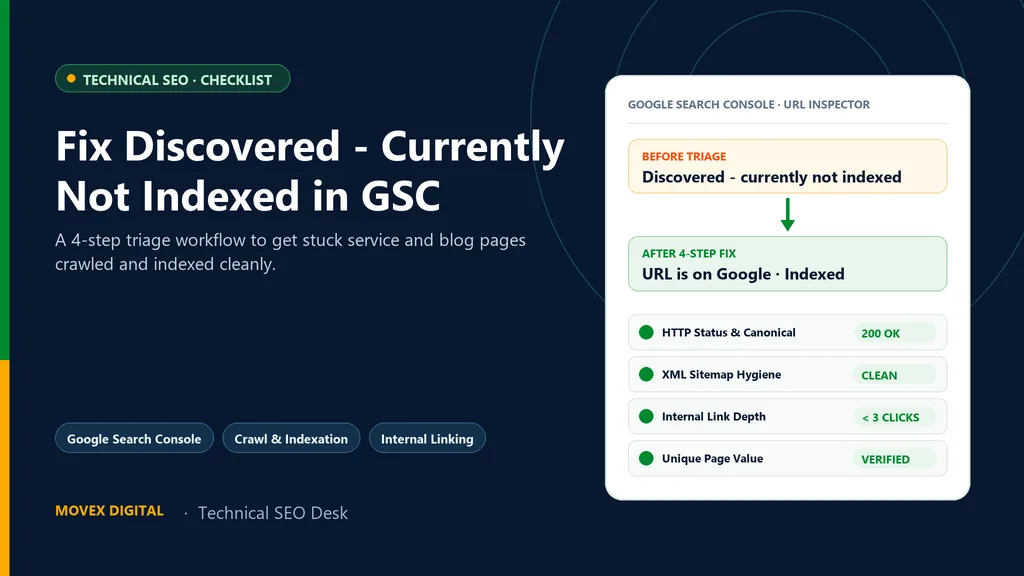 TECHNICAL SEO · CHECKLIST
Fix Discovered - Currently
Not Indexed in GSC
A 4-step triage workflow to get stuck service and blog pages
crawled and indexed cleanly.
Google Search Console
Crawl & Indexation
Internal Linking
MOVEX DIGITAL · Technical SEO Desk
GOOGLE SEARCH CONSOLE · URL INSPECTOR
BEFORE TRIAGE
Discovered - currently not indexed
AFTER 4-STEP FIX
URL is on Google · Indexed
HTTP Status & Canonical 200 OK
XML Sitemap Hygiene CLEAN
Internal Link Depth < 3 CLICKS
Unique Page Value VERIFIED